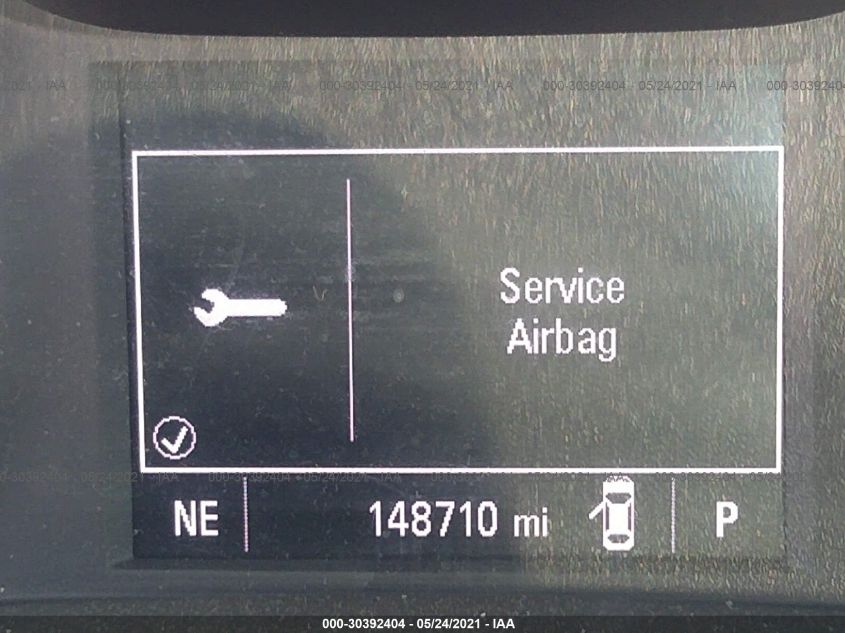 000-30392404 - 05/24/2021 - IAA
Service
Airbag
NE
148710 mi
P
000-30392404 - 05/24/2021 - IAA